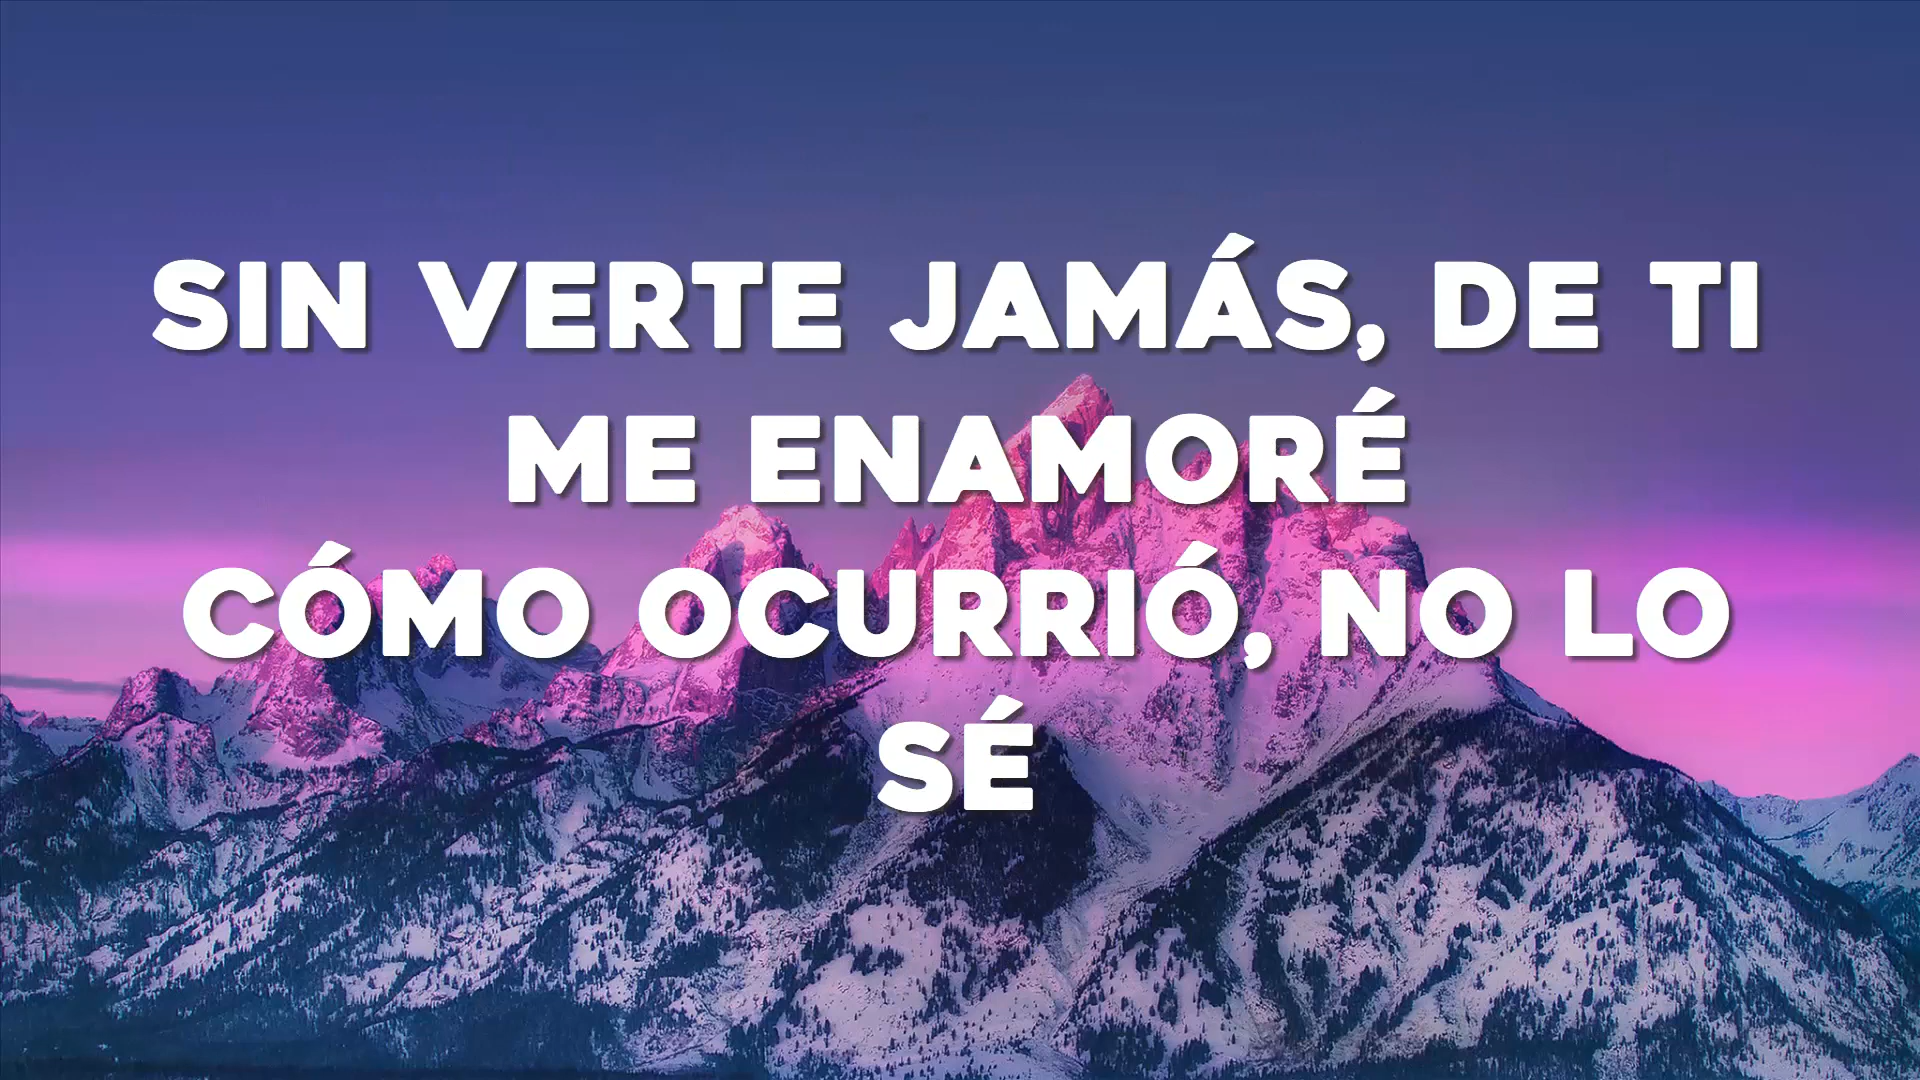 SIN VERTE JAMÁS, DE TI
ME ENAMORÉ
CÓMO OCURRIÓ, NO LO
SÉ